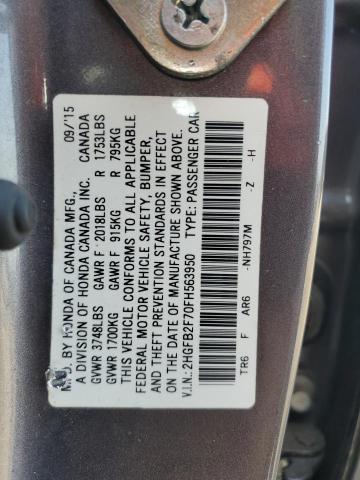 MFD. BY HONDA OF CANADA MFG. 09/'15
A DIVISION OF HONDA CANADA INC. CANADA
GVWR 3748LBS GAWR F 2018LBS R 1753LBS
GVWR 1700KG GAWR F 915KG R 795KG
THIS VEHICLE CONFORMS TO ALL APPLICABLE
FEDERAL MOTOR VEHICLE SAFETY, BUMPER,
AND THEFT PREVENTION STANDARDS IN EFFECT
ON THE DATE OF MANUFACTURE SHOWN ABOVE.
V.I.N.: 2HGFB2F70FH563950 TYPE: PASSENGER CAR
TR6 F AR6 -NH797M -Z -H